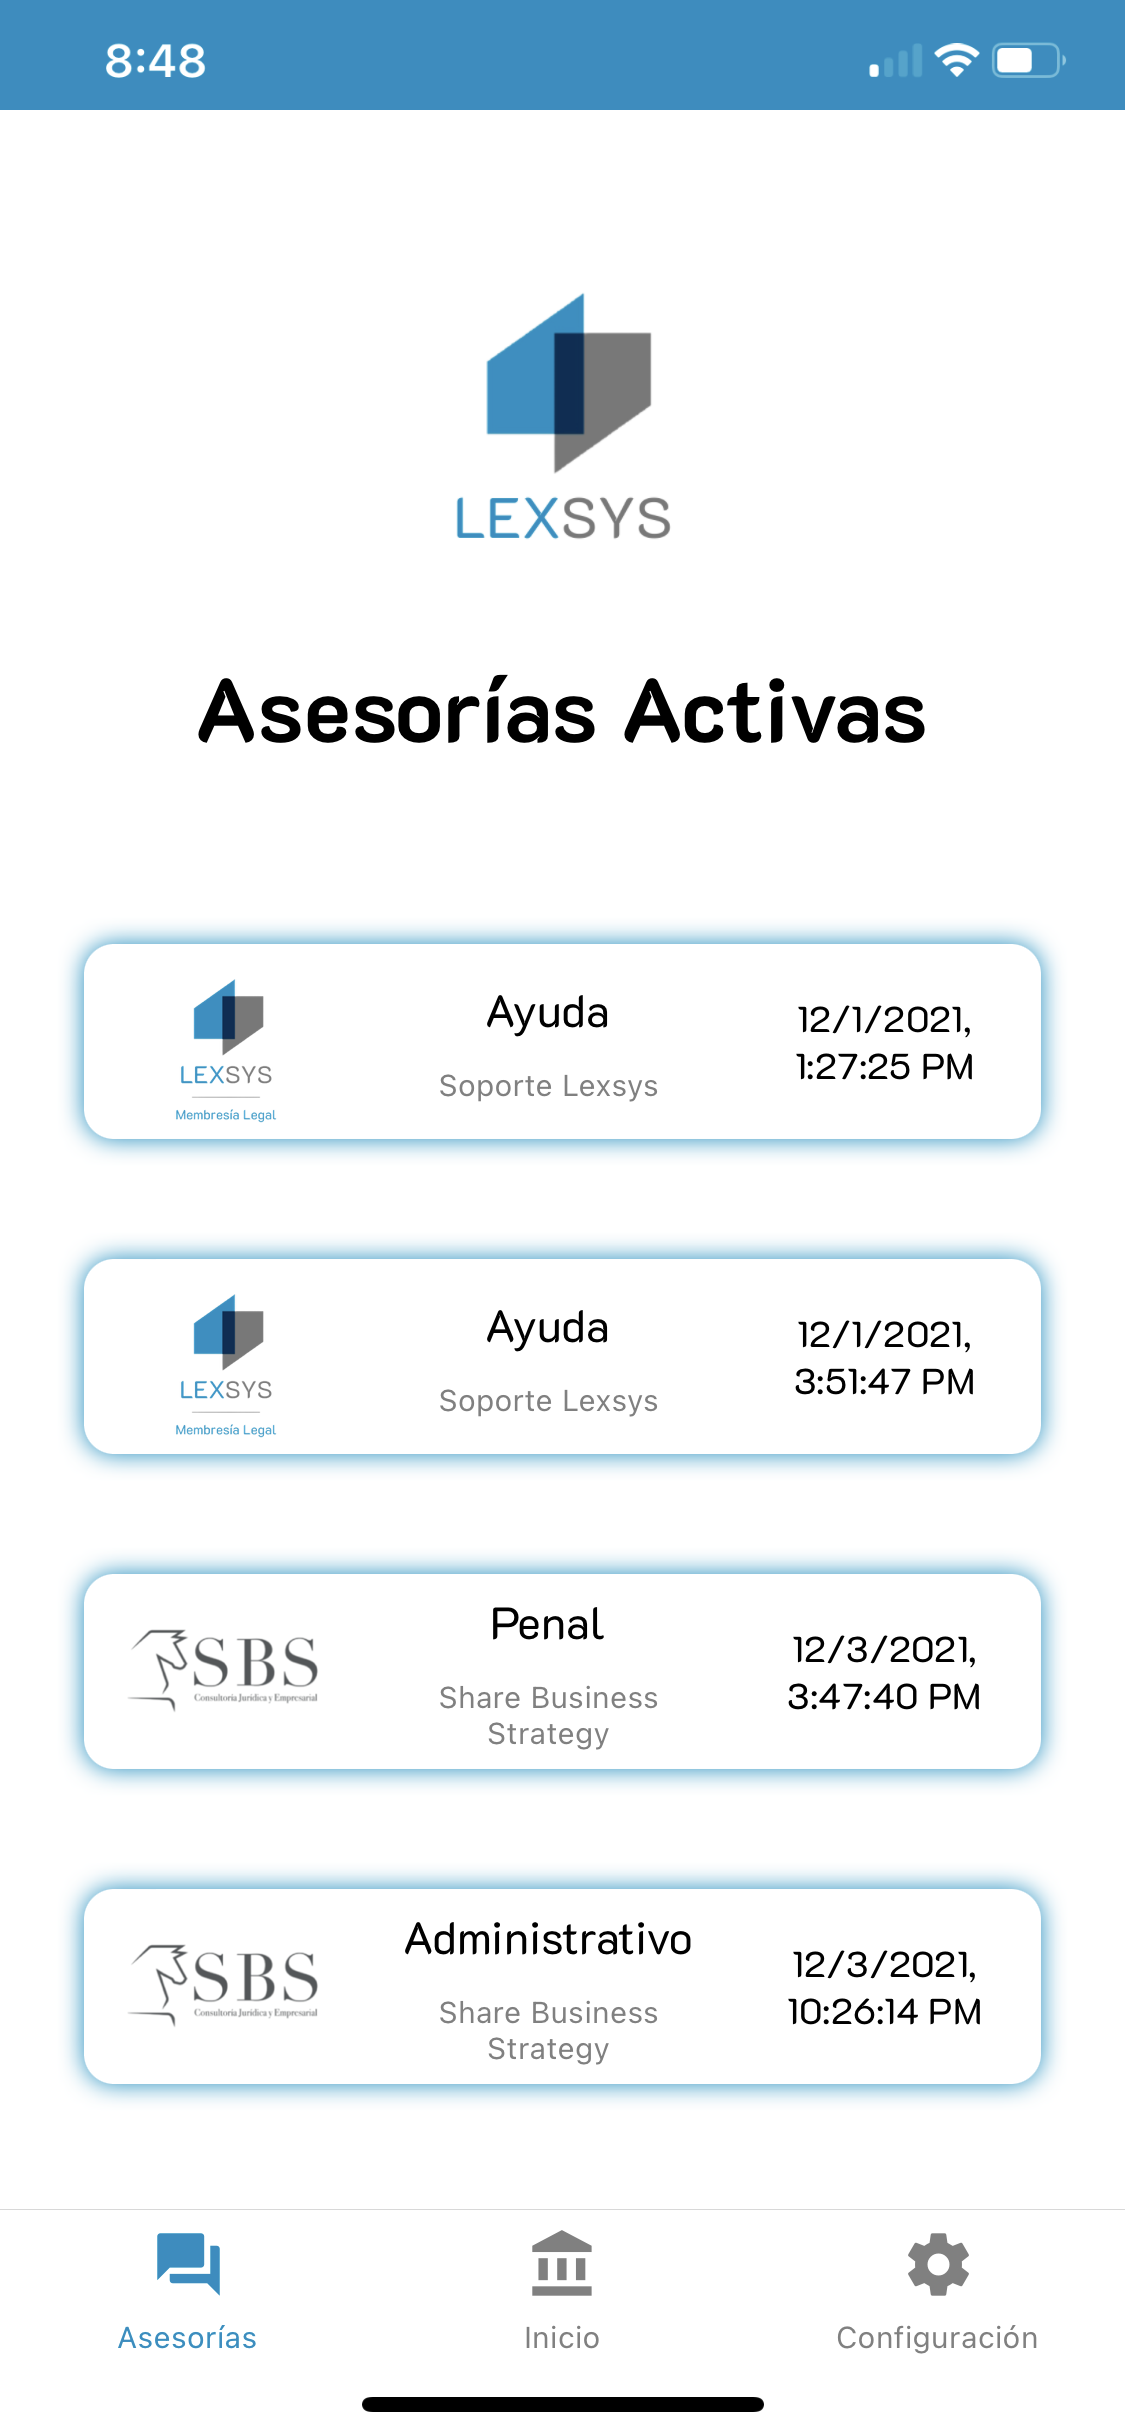 8:48
LEXSYS
Asesorías Activas
LEXSYS
Membresía Legal
Ayuda
Soporte Lexsys
12/1/2021,
1:27:25 PM
LEXSYS
Membresía Legal
Ayuda
Soporte Lexsys
12/1/2021,
3:51:47 PM
SBS
Consultoría Jurídica y Empresarial
Penal
Share Business
Strategy
12/3/2021,
3:47:40 PM
SBS
Consultoría Jurídica y Empresarial
Administrativo
Share Business
Strategy
12/3/2021,
10:26:14 PM
Asesorías
Inicio
Configuración